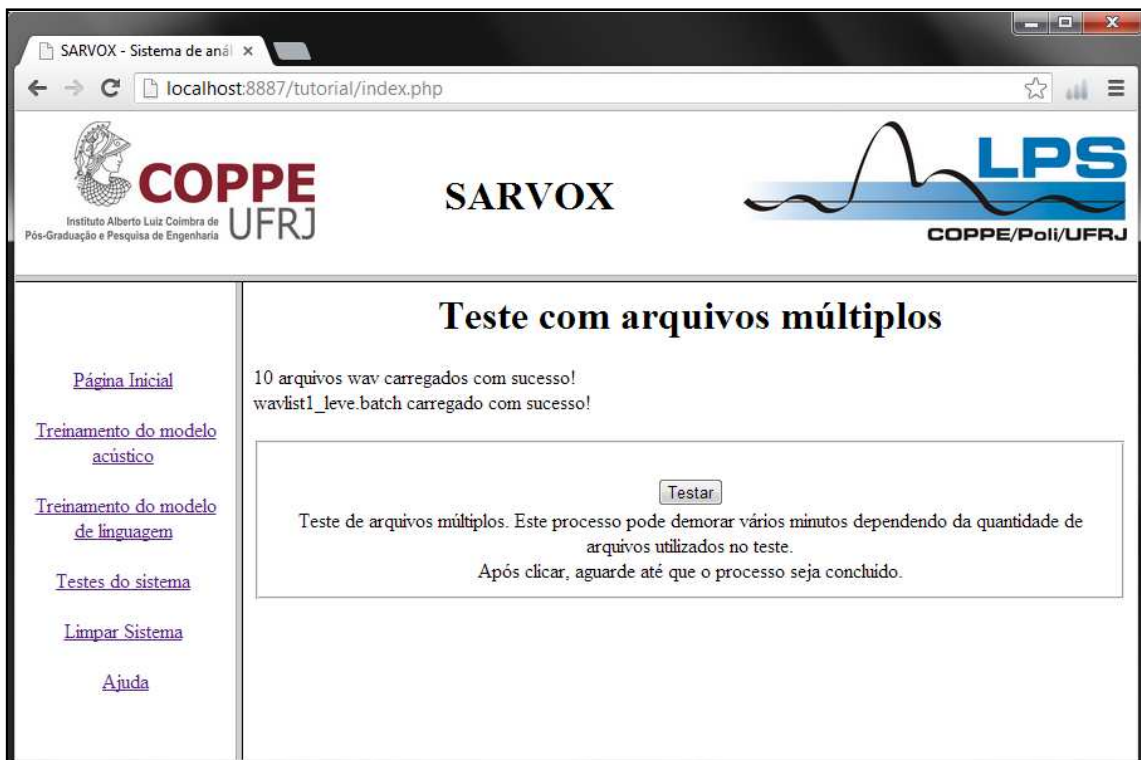 SARVOX - Sistema de anál
localhost:8887/tutorial/index.php
COPPE
UFRJ
Instituto Alberto Luiz Coimbra de
Pós-Graduação e Pesquisa de Engenharia
SARVOX
LPS
COPPE/Poli/UFRJ
Página Inicial
Treinamento do modelo
acústico
Treinamento do modelo
de linguagem
Testes do sistema
Limpar Sistema
Ajuda
Teste com arquivos múltiplos
10 arquivos wav carregados com sucesso!
wavlist1_leve.batch carregado com sucesso!
Testar
Teste de arquivos múltiplos. Este processo pode demorar vários minutos dependendo da quantidade de
arquivos utilizados no teste.
Após clicar, aguarde até que o processo seja concluido.